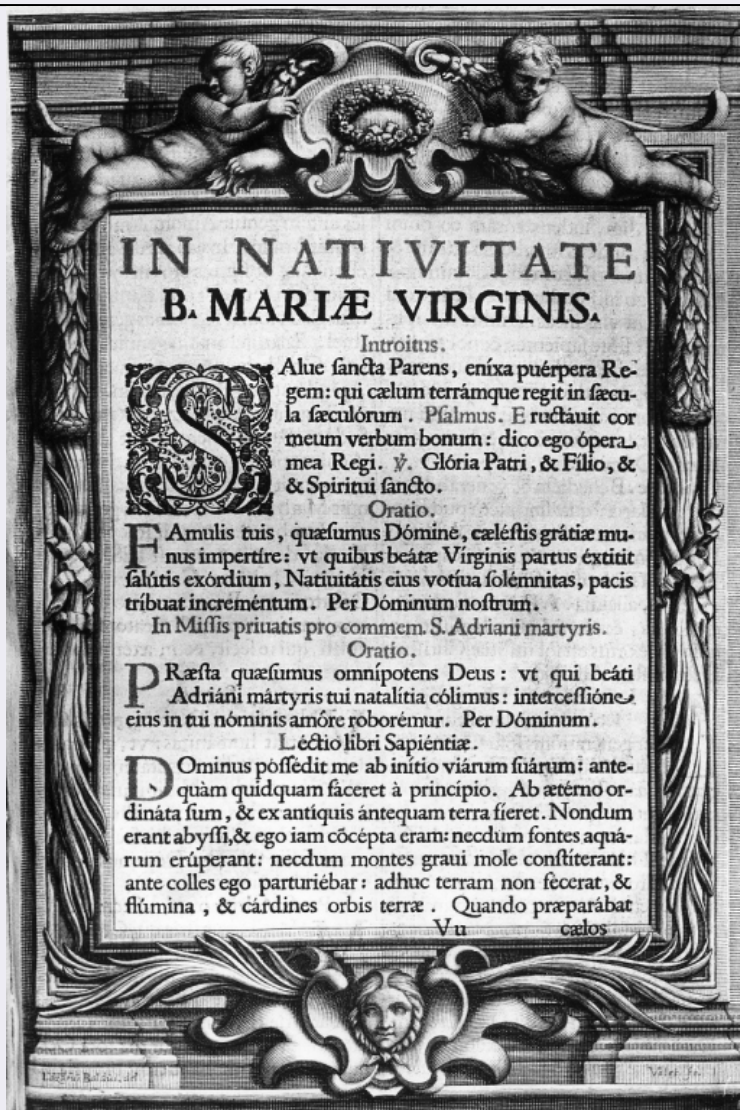 IN NATIVITATE
B. MARIÆ VIRGINIS.
Introitus.
SAlue ſancta Parens, eníxa puérpera Re-
gem: qui cælum terrámque regit in ſæcu-
la ſæculórum. Pſalmus. Eructáuit cor
meum verbum bonum: dico ego ópera
mea Regi. ℣. Glória Patri, & Fílio, &
& Spiritui ſancto.
Oratio.
FAmulis tuis, quæſumus Dómine, cæléſtis grátiæ mu-
nus impertíre: vt quibus beátæ Vírginis partus éxtitit
ſalútis exórdium, Natiuitátis eius votíua ſolémnitas, pacis
tríbuat increméntum. Per Dóminum noſtrum.
In Miſſis priuatis pro commem. S. Adriani mártyris.
Oratio.
PRæſta quæſumus omnípotens Deus: vt qui beáti
Adriáni mártyris tui natalítia cólimus: interceſſióne
eius in tui nóminis amóre roborémur. Per Dóminum.
Léctio libri Sapiéntiæ.
DOminus poſſédit me ab inítio viárum ſuárum: ante-
quàm quidquam fáceret à princípio. Ab ætérno or-
dináta ſum, & ex antíquis ántequam terra fíeret. Nondum
erant abyſſi, & ego iam cõcépta eram: necdum fontes aquá-
rum erúperant: necdum montes graui mole conſtíterant:
ante colles ego parturiébar: adhuc terram non fécerat, &
flúmina, & cárdines orbis terræ. Quando præparábat
Vu cælos